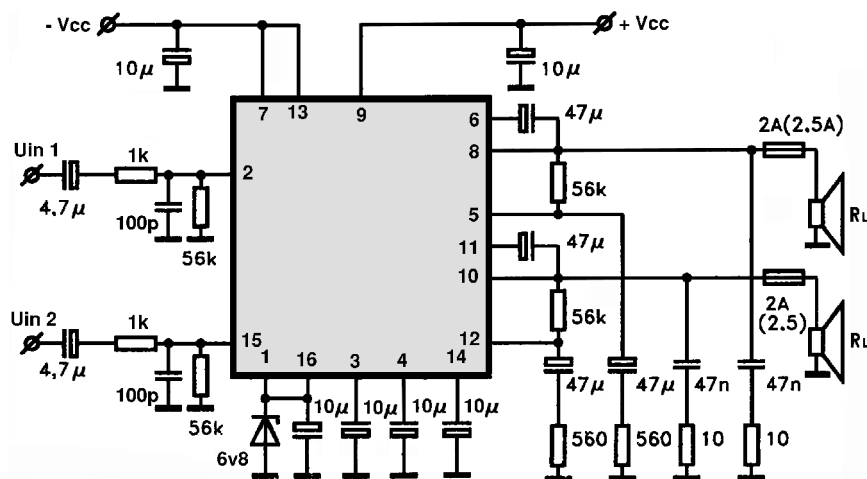 - Vcc
+ Vcc
10µ
10µ
7
13
9
6
47µ
2A(2.5A)
8
Uin 1
1k
2
56k
RL
4,7µ
100p
56k
5
11
47µ
10
2A
(2.5)
Uin 2
1k
56k
15
12
RL
4,7µ
100p
56k
1
16
3
4
14
10µ
10µ
10µ
10µ
47µ
47µ
47n
47n
6v8
560
560
10
10